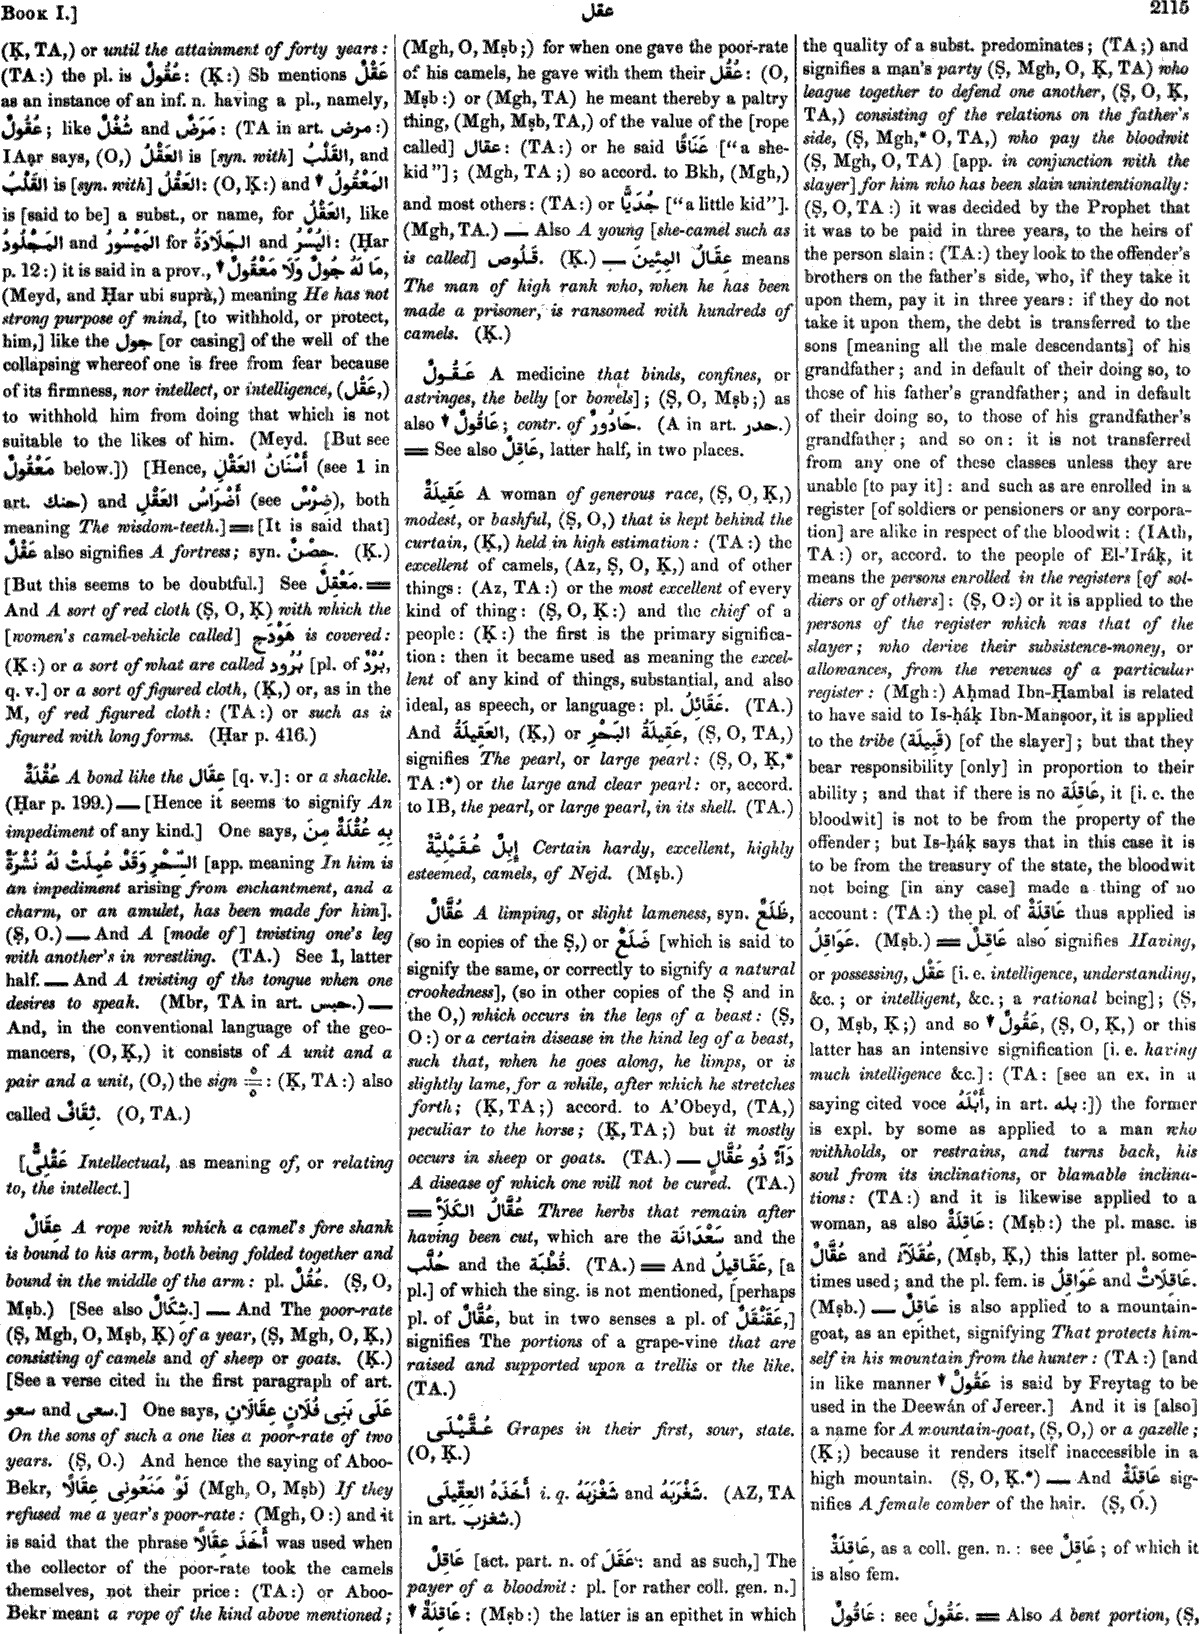 Book I.]
عقل
2115
(Ḳ, TA,) or until the attainment of forty years :
(TA :) the pl. is عُقُولٌ : (Ḳ :) Sb mentions عَقْلٌ
as an instance of an inf. n. having a pl., namely,
عُقُولٌ ; like شُغْلٌ and مَرَضٌ : (TA in art. مرض :)
IAạr says, (O,) العَقْلُ is [syn. with] القَلْبُ, and
القَلْبُ is [syn. with] العَقْلُ : (O, Ḳ :) and ▼ المَعْقُولُ
is [said to be] a subst., or name, for العَقْلُ, like
المَجْلُودُ and المَيْسُورُ for الجَلَادَةُ and اليُسْرُ : (Ḥar
p. 12 :) it is said in a prov., ▼ مَا لَهُ جُولٌ وَلَا مَعْقُولٌ,
(Meyd, and Ḥar ubi suprà,) meaning He has not
strong purpose of mind, [to withhold, or protect,
him,] like the جول [or casing] of the well of the
collapsing whereof one is free from fear because
of its firmness, nor intellect, or intelligence, (عَقْل,)
to withhold him from doing that which is not
suitable to the likes of him. (Meyd. [But see
مَعْقُولٌ below.]) [Hence, أَسْنَانُ العَقْلِ (see 1 in
art. حنك) and أَضْرَاسُ العَقْلِ (see ضِرْسٌ), both
meaning The wisdom-teeth.] == [It is said that]
عَقْلٌ also signifies A fortress ; syn. حِصْنٌ. (Ḳ.)
[But this seems to be doubtful.] See مَعْقِلٌ. ==
And A sort of red cloth (Ṣ, O, Ḳ) with which the
[women's camel-vehicle called] هَوْدَج is covered :
(Ḳ :) or a sort of what are called بُرُود [pl. of بُرْدٌ,
q. v.] or a sort of figured cloth, (Ḳ,) or, as in the
M, of red figured cloth : (TA :) or such as is
figured with long forms. (Ḥar p. 416.)
عُقْلَةٌ A bond like the عِقَال [q. v.] : or a shackle.
(Ḥar p. 199.) — [Hence it seems to signify An
impediment of any kind.] One says, بِهِ عُقْلَةٌ مِنَ
السِّحْرِ وَقَدْ عُمِلَتْ لَهُ نُشْرَةٌ [app. meaning In him is
an impediment arising from enchantment, and a
charm, or an amulet, has been made for him].
(Ṣ, O.) — And A [mode of] twisting one's leg
with another's in wrestling. (TA.) See 1, latter
half. — And A twisting of the tongue when one
desires to speak. (Mbr, TA in art. حبس.) —
And, in the conventional language of the geo-
mancers, (O, Ḳ,) it consists of A unit and a
pair and a unit, (O,) the sign : (Ḳ, TA :) also
called ثِقَافٌ. (O, TA.)
[عَقْلِىٌّ Intellectual, as meaning of, or relating
to, the intellect.]
عِقَالٌ A rope with which a camel's fore shank
is bound to his arm, both being folded together and
bound in the middle of the arm : pl. عُقُلٌ. (Ṣ, O,
Mṣb.) [See also شِكَالٌ.] — And The poor-rate
(Ṣ, Mgh, O, Mṣb, Ḳ) of a year, (Ṣ, Mgh, O, Ḳ,)
consisting of camels and of sheep or goats. (Ḳ.)
[See a verse cited in the first paragraph of art.
سعو and سعى.] One says, عَلَى بَنِى فُلَانٍ عِقَالَانِ
On the sons of such a one lies a poor-rate of two
years. (Ṣ, O.) And hence the saying of Aboo-
Bekr, لَوْ مَنَعُونِى عِقَالًا (Mgh, O, Mṣb) If they
refused me a year's poor-rate : (Mgh, O :) and it
is said that the phrase أَخَذَ عِقَالًا was used when
the collector of the poor-rate took the camels
themselves, not their price : (TA :) or Aboo-
Bekr meant a rope of the kind above mentioned ;
(Mgh, O, Mṣb ;) for when one gave the poor-rate
of his camels, he gave with them their عُقُل : (O,
Mṣb :) or (Mgh, TA) he meant thereby a paltry
thing, (Mgh, Mṣb, TA,) of the value of the [rope
called] عقال : (TA :) or he said عَنَاقًا ["a she-
kid"] ; (Mgh, TA ;) so accord. to Bkh, (Mgh,)
and most others : (TA :) or جُدَيًّا ["a little kid"].
(Mgh, TA.) — Also A young [she-camel such as
is called] قَلُوص. (Ḳ.) — عِقَالُ المِئِينَ means
The man of high rank who, when he has been
made a prisoner, is ransomed with hundreds of
camels. (Ḳ.)
عَقُولٌ A medicine that binds, confines, or
astringes, the belly [or bowels] ; (Ṣ, O, Mṣb ;) as
also ▼ عَاقُولٌ ; contr. of حَادُورٌ. (A in art. حدر.)
== See also عَاقِلٌ, latter half, in two places.
عَقِيلَةٌ A woman of generous race, (Ṣ, O, Ḳ,)
modest, or bashful, (Ṣ, O,) that is kept behind the
curtain, (Ḳ,) held in high estimation : (TA :) the
excellent of camels, (Az, Ṣ, O, Ḳ,) and of other
things : (Az, TA :) or the most excellent of every
kind of thing : (Ṣ, O, Ḳ :) and the chief of a
people : (Ḳ :) the first is the primary significa-
tion : then it became used as meaning the excel-
lent of any kind of things, substantial, and also
ideal, as speech, or language : pl. عَقَائِلُ. (TA.)
And العَقِيلَةُ, (Ḳ,) or عَقِيلَةُ البَحْرِ, (Ṣ, O, TA,)
signifies The pearl, or large pearl : (Ṣ, O, Ḳ,*
TA :*) or the large and clear pearl : or, accord.
to IB, the pearl, or large pearl, in its shell. (TA.)
إِبِلٌ عُقَيْلِيَّةٌ Certain hardy, excellent, highly
esteemed, camels, of Nejd. (Mṣb.)
عُقَّالٌ A limping, or slight lameness, syn. ظَلَعٌ,
(so in copies of the Ṣ,) or ضَلَعٌ [which is said to
signify the same, or correctly to signify a natural
crookedness], (so in other copies of the Ṣ and in
the O,) which occurs in the legs of a beast : (Ṣ,
O :) or a certain disease in the hind leg of a beast,
such that, when he goes along, he limps, or is
slightly lame, for a while, after which he stretches
forth ; (Ḳ, TA ;) accord. to A'Obeyd, (TA,)
peculiar to the horse ; (Ḳ, TA ;) but it mostly
occurs in sheep or goats. (TA.) — دَآءٌ ذُو عُقَّالٍ
A disease of which one will not be cured. (TA.)
== عُقَّالُ الكَلَأِ Three herbs that remain after
having been cut, which are the سَعْدَانَة and the
حُلَّب and the قُطْبَة. (TA.) == And عَقَاقِيلُ, [a
pl.] of which the sing. is not mentioned, [perhaps
pl. of عُقَّالٌ, but in two senses a pl. of عَقَنْقَلٌ,]
signifies The portions of a grape-vine that are
raised and supported upon a trellis or the like.
(TA.)
عُقَّيْلَى Grapes in their first, sour, state.
(O, Ḳ.)
أَخَذَهُ العِقِّيلَى i. q. شَغْزَبَهُ and شَغْرَبَهُ. (AZ, TA
in art. شغزب.)
عَاقِلٌ [act. part. n. of عَقَلَ : and as such,] The
payer of a bloodwit : pl. [or rather coll. gen. n.]
▼ عَاقِلَةٌ : (Mṣb :) the latter is an epithet in which
the quality of a subst. predominates ; (TA ;) and
signifies a man's party (Ṣ, Mgh, O, Ḳ, TA) who
league together to defend one another, (Ṣ, O, Ḳ,
TA,) consisting of the relations on the father's
side, (Ṣ, Mgh,* O, TA,) who pay the bloodwit
(Ṣ, Mgh, O, TA) [app. in conjunction with the
slayer] for him who has been slain unintentionally :
(Ṣ, O, TA :) it was decided by the Prophet that
it was to be paid in three years, to the heirs of
the person slain : (TA :) they look to the offender's
brothers on the father's side, who, if they take it
upon them, pay it in three years : if they do not
take it upon them, the debt is transferred to the
sons [meaning all the male descendants] of his
grandfather ; and in default of their doing so, to
those of his father's grandfather ; and in default
of their doing so, to those of his grandfather's
grandfather ; and so on : it is not transferred
from any one of these classes unless they are
unable [to pay it] : and such as are enrolled in a
register [of soldiers or pensioners or any corpora-
tion] are alike in respect of the bloodwit : (IAth,
TA :) or, accord. to the people of El-'Iráḳ, it
means the persons enrolled in the registers [of sol-
diers or of others] : (Ṣ, O :) or it is applied to the
persons of the register which was that of the
slayer ; who derive their subsistence-money, or
allowances, from the revenues of a particular
register : (Mgh :) Aḥmad Ibn-Ḥambal is related
to have said to Is-ḥáḳ Ibn-Manṣoor, it is applied
to the tribe (قَبِيلَة) [of the slayer] ; but that they
bear responsibility [only] in proportion to their
ability ; and that if there is no عَاقِلَة, it [i. e. the
bloodwit] is not to be from the property of the
offender ; but Is-ḥáḳ says that in this case it is
to be from the treasury of the state, the bloodwit
not being [in any case] made a thing of no
account : (TA :) the pl. of عَاقِلَةٌ thus applied is
عَوَاقِلُ. (Mṣb.) == عَاقِلٌ also signifies Having,
or possessing, عَقْل [i. e. intelligence, understanding,
&c. ; or intelligent, &c. ; a rational being] ; (Ṣ,
O, Mṣb, Ḳ ;) and so ▼ عَقُولٌ, (Ṣ, O, Ḳ,) or this
latter has an intensive signification [i. e. having
much intelligence &c.] : (TA : [see an ex. in a
saying cited voce أَبْلَهُ, in art. بله :]) the former
is expl. by some as applied to a man who
withholds, or restrains, and turns back, his
soul from its inclinations, or blamable inclina-
tions : (TA :) and it is likewise applied to a
woman, as also عَاقِلَةٌ : (Mṣb :) the pl. masc. is
عُقَّالٌ and عُقَلَآءُ, (Mṣb, Ḳ,) this latter pl. some-
times used ; and the pl. fem. is عَوَاقِلُ and عَاقِلَاتٌ.
(Mṣb.) — عَاقِلٌ is also applied to a mountain-
goat, as an epithet, signifying That protects him-
self in his mountain from the hunter : (TA :) [and
in like manner ▼ عَقُولٌ is said by Freytag to be
used in the Deewán of Jereer.] And it is [also]
a name for A mountain-goat, (Ṣ, O,) or a gazelle ;
(Ḳ ;) because it renders itself inaccessible in a
high mountain. (Ṣ, O, Ḳ.*) — And عَاقِلَةٌ sig-
nifies A female comber of the hair. (Ṣ, O.)
عَاقِلَةٌ, as a coll. gen. n. : see عَاقِلٌ ; of which it
is also fem.
عَاقُولٌ : see عَقُولٌ. == Also A bent portion, (Ṣ,